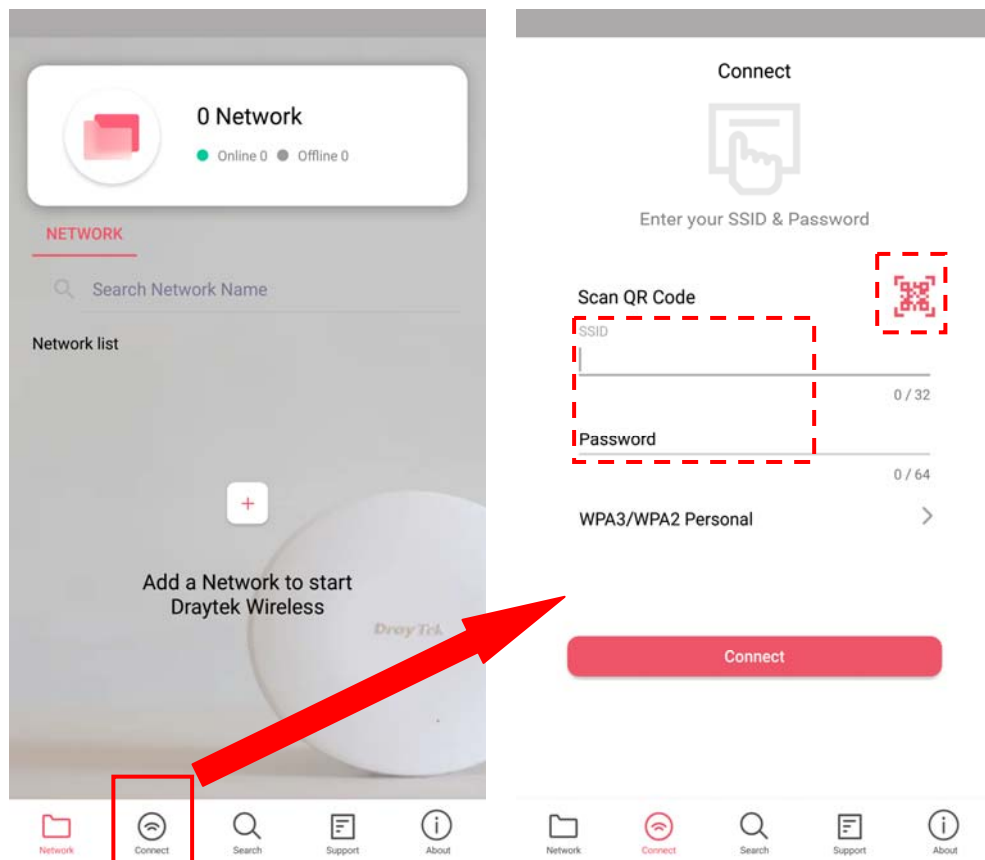 0 Network
Online 0 Offline 0
NETWORK
Search Network Name
Network list
+
Add a Network to start
Draytek Wireless
DrayTek
Network Connect Search Support About
Connect
Enter your SSID & Password
Scan QR Code
SSID
0 / 32
Password
0 / 64
WPA3/WPA2 Personal
Connect
Network Connect Search Support About